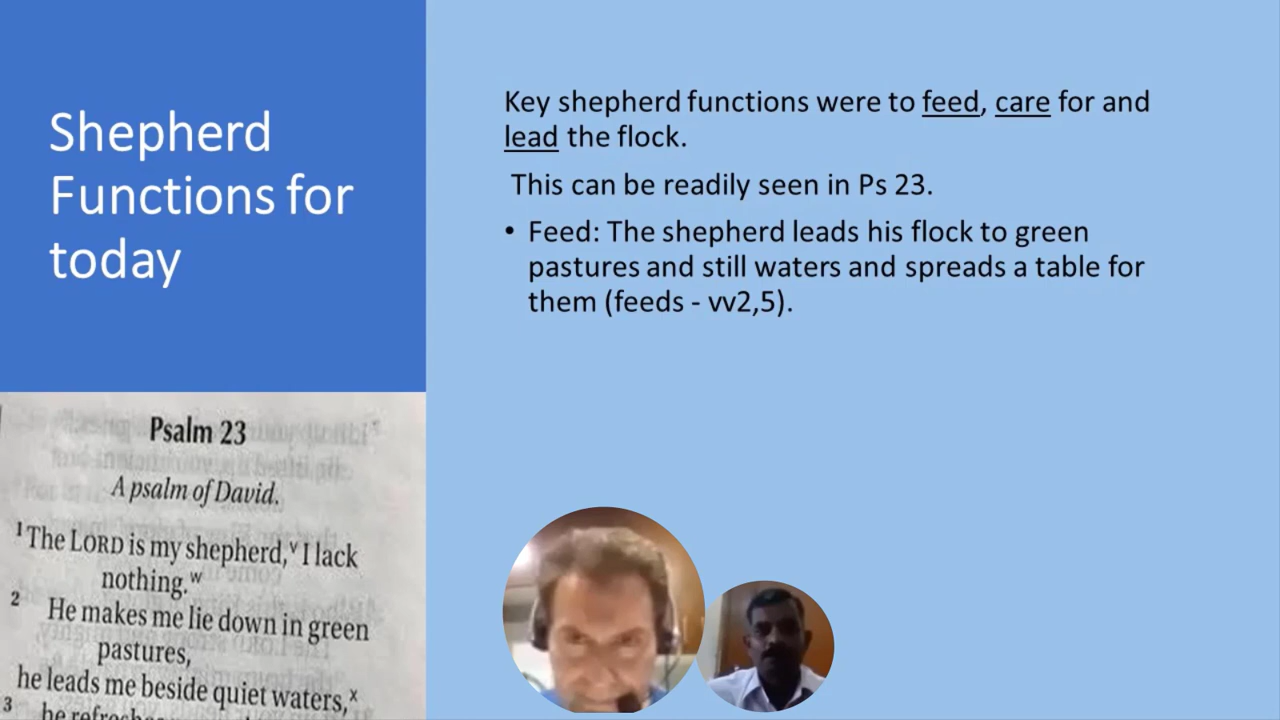 Shepherd
Functions for
today
Key shepherd functions were to feed, care for and
lead the flock.
This can be readily seen in Ps 23.
• Feed: The shepherd leads his flock to green
pastures and still waters and spreads a table for
them (feeds - vv2,5).
Psalm 23
A psalm of David.
1 The LORD is my shepherd,v I lack
nothing.w
2 He makes me lie down in green
pastures,
he leads me beside quiet waters,x
3 he